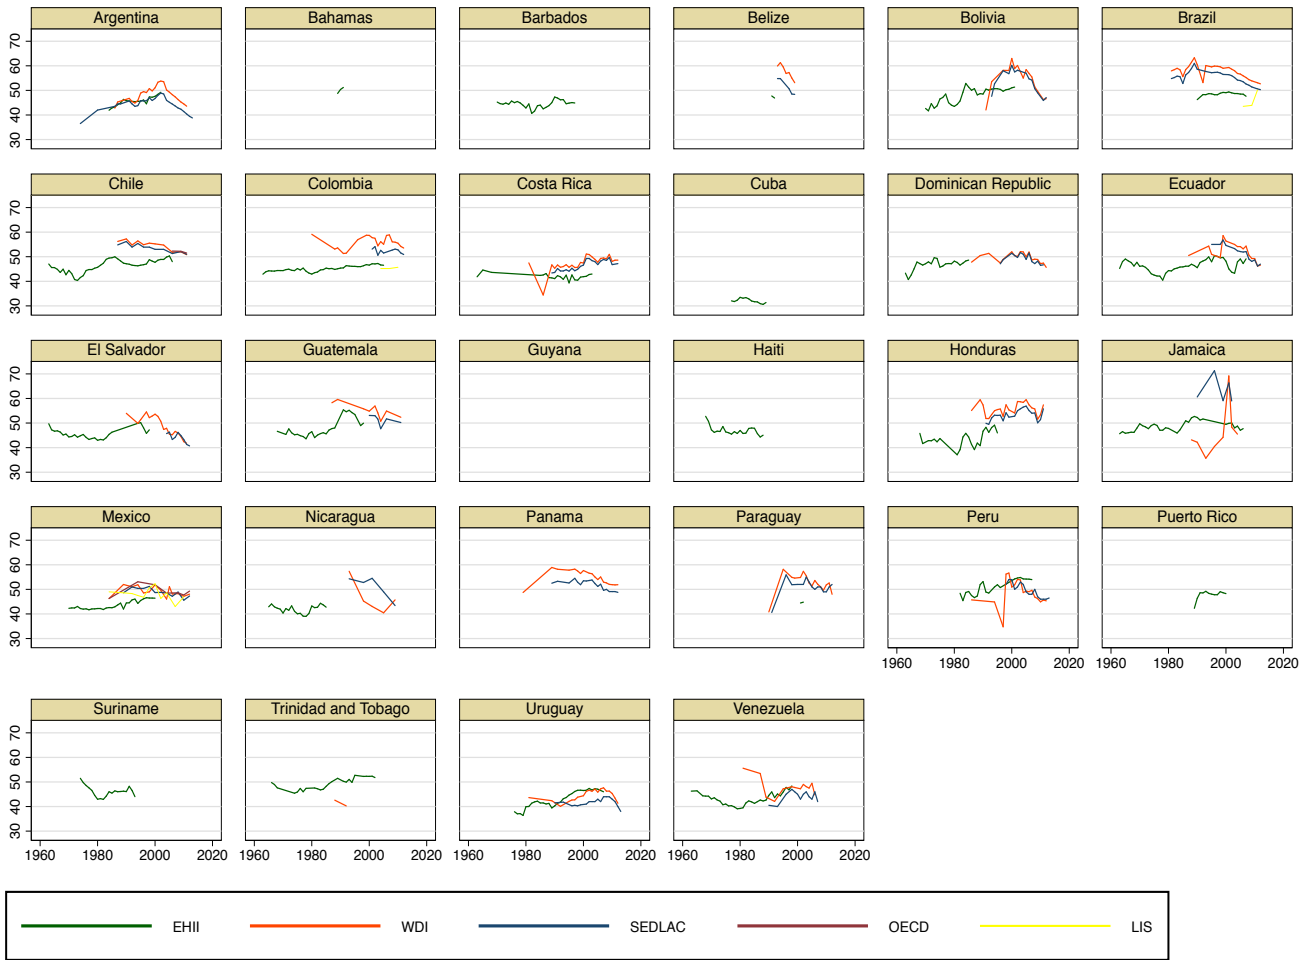 Argentina Bahamas Barbados Belize Bolivia Brazil
30 40 50 60 70
Chile Colombia Costa Rica Cuba Dominican Republic Ecuador
30 40 50 60 70
El Salvador Guatemala Guyana Haiti Honduras Jamaica
30 40 50 60 70
Mexico Nicaragua Panama Paraguay Peru Puerto Rico
30 40 50 60 70
1960 1980 2000 2020 1960 1980 2000 2020
Suriname Trinidad and Tobago Uruguay Venezuela
30 40 50 60 70
1960 1980 2000 2020 1960 1980 2000 2020 1960 1980 2000 2020 1960 1980 2000 2020
EHII WDI SEDLAC OECD LIS